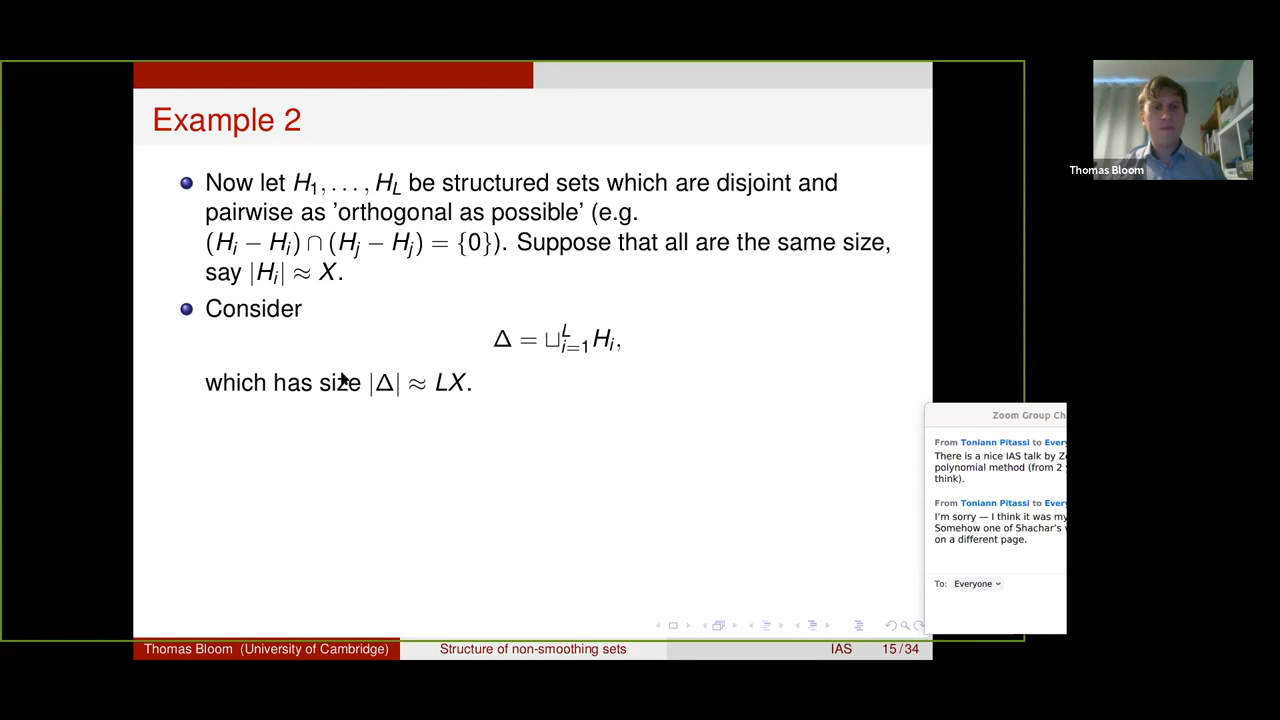 Example 2
Now let H₁, . . . , H_L be structured sets which are disjoint and
pairwise as 'orthogonal as possible' (e.g.
(H_i − H_i) ∩ (H_j − H_j) = {0}). Suppose that all are the same size,
say |H_i| ≈ X.
Consider
Δ = ⊔_{i=1}^L H_i,
which has size |Δ| ≈ LX.
Thomas Bloom (University of Cambridge)
Structure of non-smoothing sets
IAS
15 / 34
Thomas Bloom
Zoom Group Ch
From Toniann Pitassi to Every
There is a nice IAS talk by Z
polynomial method (from 2
think).
From Toniann Pitassi to Every
I'm sorry — I think it was my
Somehow one of Shachar's
on a different page.
To: Everyone